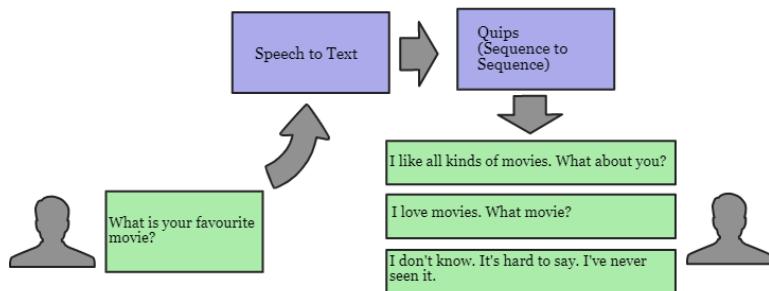 Speech to Text
Quips
(Sequence to
Sequence)
What is your favourite
movie?
I like all kinds of movies. What about you?
I love movies. What movie?
I don't know. It's hard to say. I've never
seen it.